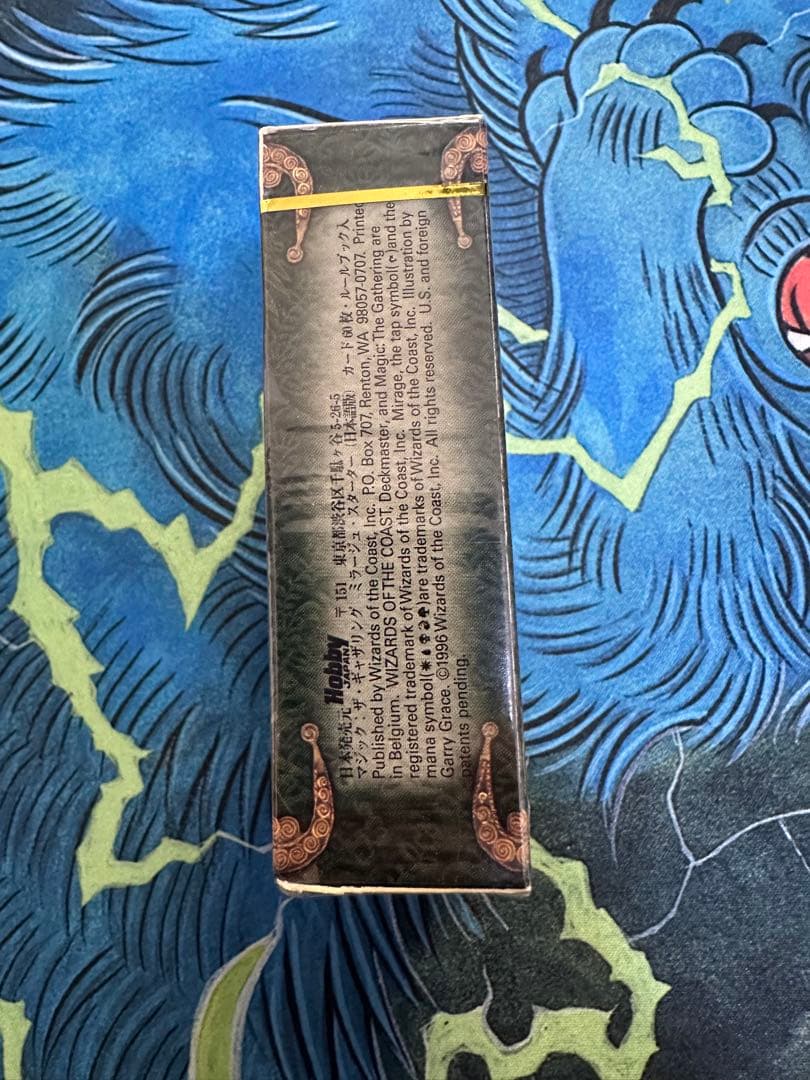 日本発売元 Hobby JAPAN 〒151 東京都渋谷区千駄ヶ谷5-26-5
マジック:ザ・ギャザリング ミラージュ・スターター〔日本語版〕 カード60枚・ルールブック入
Published by Wizards of the Coast, Inc. P.O. Box 707, Renton, WA 98057-0707. Printed
in Belgium. WIZARDS OF THE COAST, Deckmaster, and Magic: The Gathering are
registered trademark of Wizards of the Coast, Inc. Mirage, the tap symbol( ) and the
mana symbol( ) are trademarks of Wizards of the Coast, Inc. Illustration by
Garry Grace. ©1996 Wizards of the Coast, Inc. All rights reserved. U.S. and foreign
patents pending.